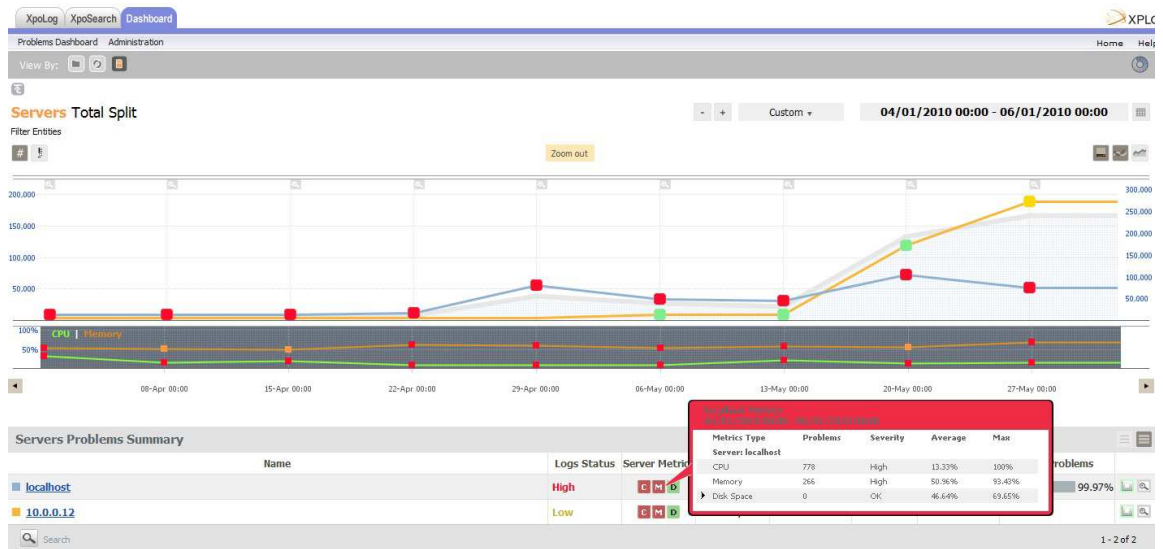 XpoLog XpoSearch Dashboard
XPLO
Problems Dashboard Administration
Home Help
View By:
Servers Total Split
- + Custom 04/01/2010 00:00 - 06/01/2010 00:00
Filter Entities
#
Zoom out
200,000
150,000
100,000
50,000
300,000
250,000
200,000
150,000
100,000
50,000
100%
50%
CPU | Memory
08-Apr 00:00 15-Apr 00:00 22-Apr 00:00 29-Apr 00:00 06-May 00:00 13-May 00:00 20-May 00:00 27-May 00:00
Servers Problems Summary
Name Logs Status Server Metric
roblems
localhost High C M D
99.97%
10.0.0.12 Low C M D
Metrics Type Problems Severity Average Max
Server: localhost
CPU 778 High 13.33% 100%
Memory 266 High 50.96% 93.43%
Disk Space 0 OK 46.64% 69.65%
Search
1 - 2 of 2